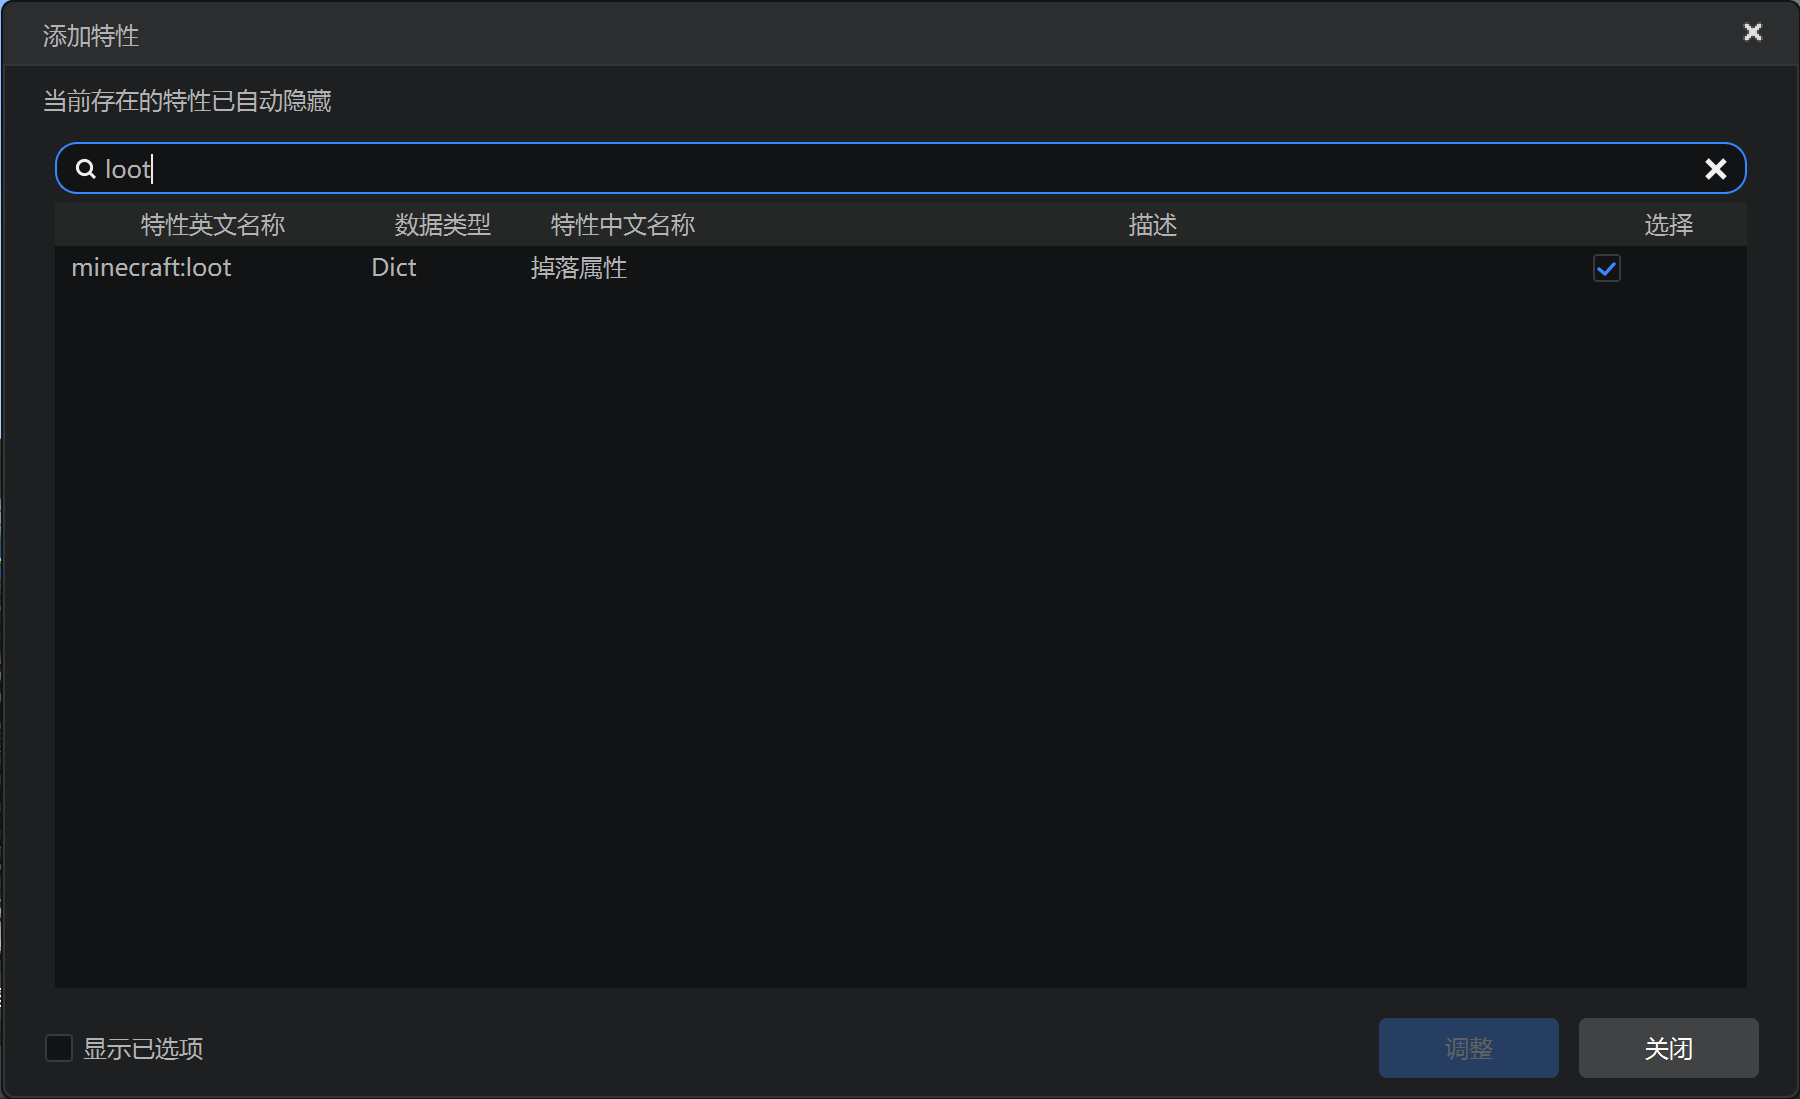 添加特性
当前存在的特性已自动隐藏
loot
特性英文名称 数据类型 特性中文名称 描述 选择
minecraft:loot Dict 掉落属性
显示已选项 调整 关闭